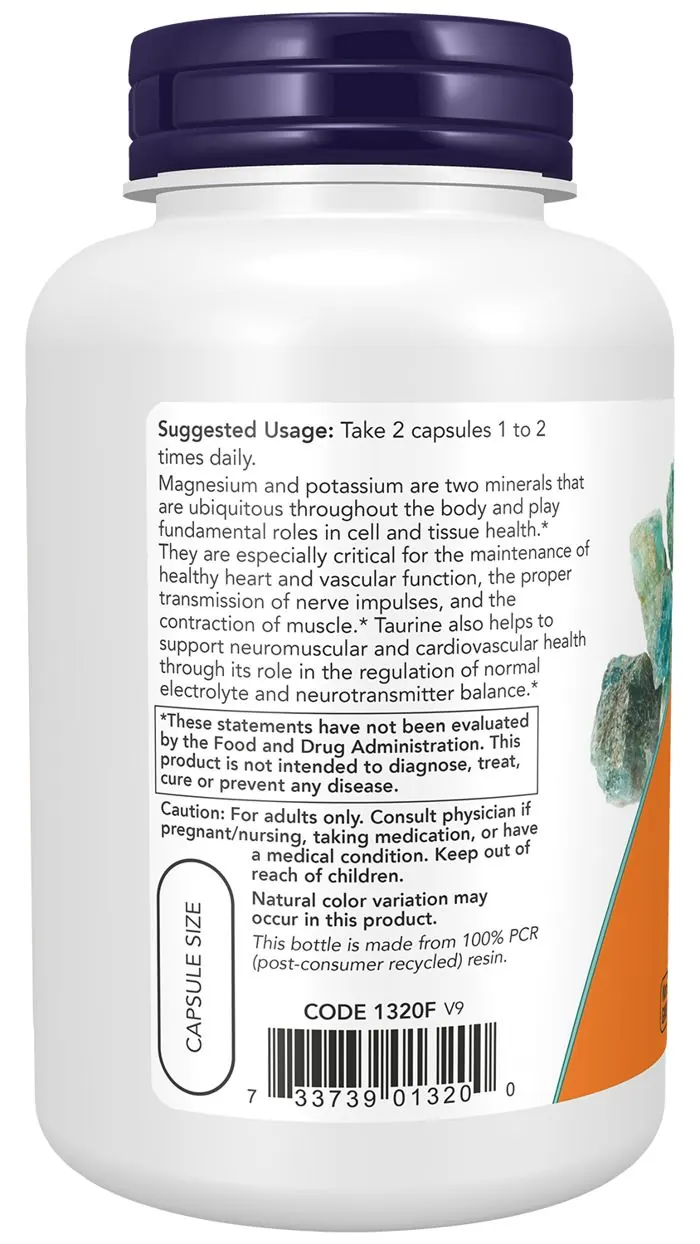 Suggested Usage: Take 2 capsules 1 to 2
times daily.
Magnesium and potassium are two minerals that
are ubiquitous throughout the body and play
fundamental roles in cell and tissue health.*
They are especially critical for the maintenance of
healthy heart and vascular function, the proper
transmission of nerve impulses, and the
contraction of muscle.* Taurine also helps to
support neuromuscular and cardiovascular health
through its role in the regulation of normal
electrolyte and neurotransmitter balance.*
*These statements have not been evaluated
by the Food and Drug Administration. This
product is not intended to diagnose, treat,
cure or prevent any disease.
Caution: For adults only. Consult physician if
pregnant/nursing, taking medication, or have
a medical condition. Keep out of
reach of children.
Natural color variation may
occur in this product.
This bottle is made from 100% PCR
(post-consumer recycled) resin.
CAPSULE SIZE
CODE 1320F V9
7 33739 01320 0